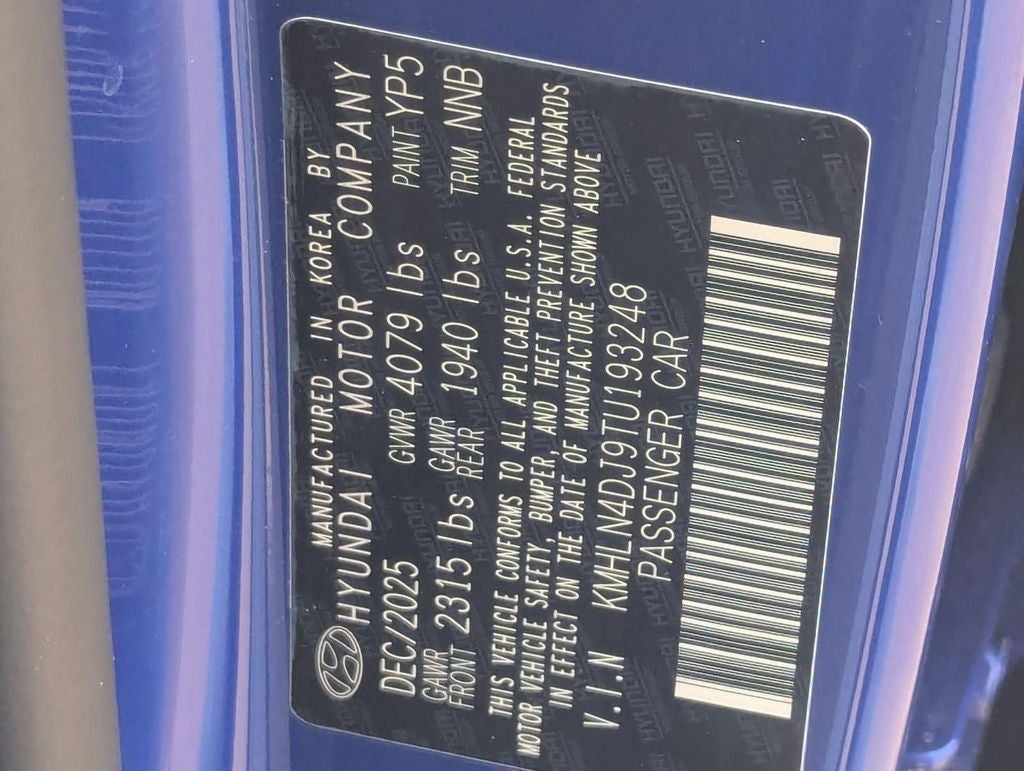 MANUFACTURED IN KOREA BY
HYUNDAI MOTOR COMPANY
DEC/2025 GVWR 4079 lbs PAINT YP5
GAWR FRONT 2315 lbs GAWR REAR 1940 lbs TRIM NNB
THIS VEHICLE CONFORMS TO ALL APPLICABLE U.S.A. FEDERAL
MOTOR VEHICLE SAFETY, BUMPER, AND THEFT PREVENTION STANDARDS
IN EFFECT ON THE DATE OF MANUFACTURE SHOWN ABOVE
V.I.N KMHLN4DJ9TU193248
PASSENGER CAR